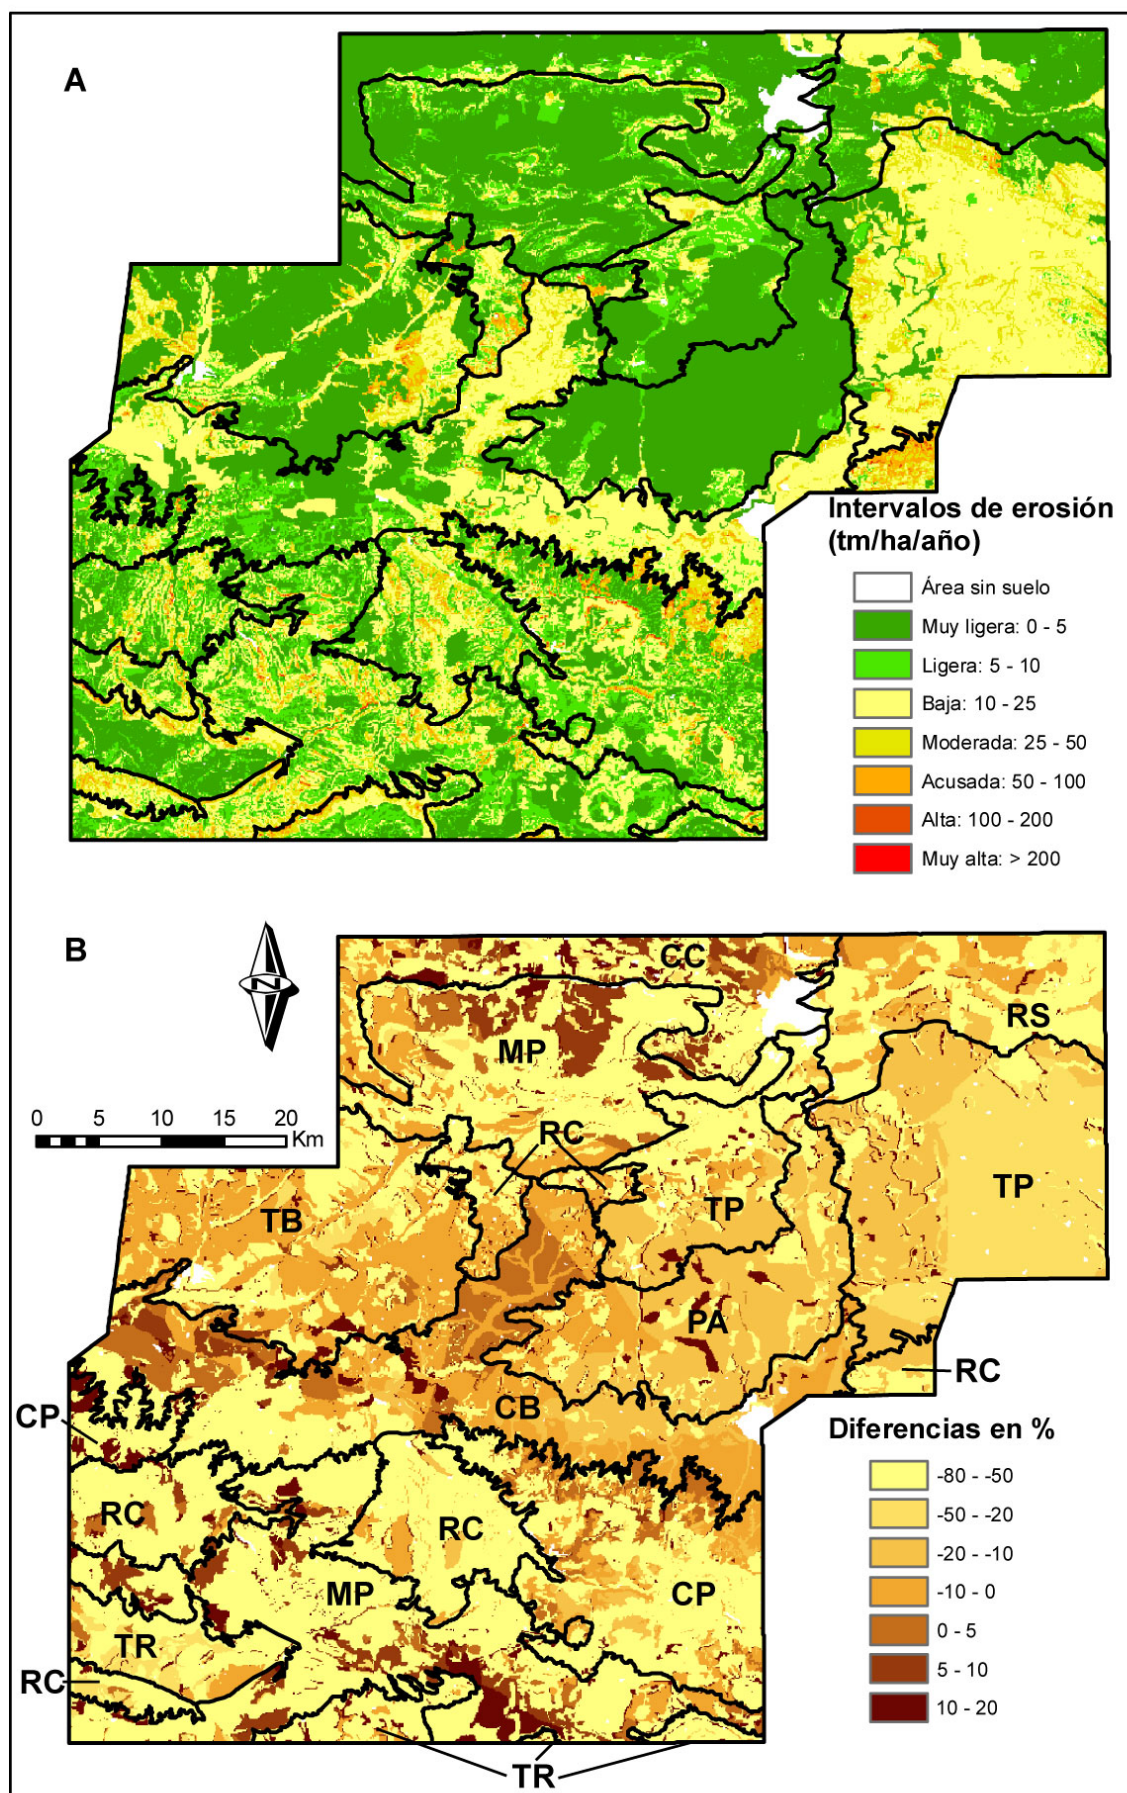 A
Intervalos de erosión
(tm/ha/año)
Área sin suelo
Muy ligera: 0 - 5
Ligera: 5 - 10
Baja: 10 - 25
Moderada: 25 - 50
Acusada: 50 - 100
Alta: 100 - 200
Muy alta: > 200
B
N
CC
RS
MP
0 5 10 15 20
Km
RC
TB
TP
TP
PA
RC
CB
CP
RC
RC
MP
CP
TR
RC
TR
Diferencias en %
-80 - -50
-50 - -20
-20 - -10
-10 - 0
0 - 5
5 - 10
10 - 20